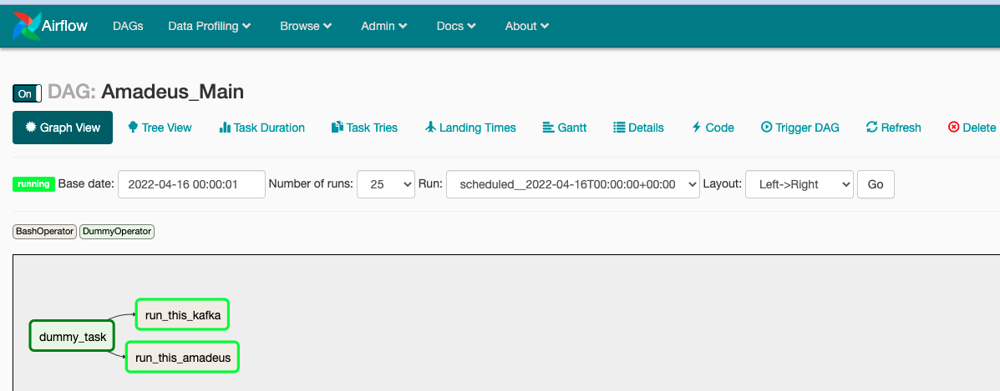 Airflow DAGs Data Profiling Browse Admin Docs About
On DAG: Amadeus_Main
Graph View Tree View Task Duration Task Tries Landing Times Gantt Details Code Trigger DAG Refresh Delete
running Base date: 2022-04-16 00:00:01 Number of runs: 25 Run: scheduled__2022-04-16T00:00:00+00:00 Layout: Left->Right Go
BashOperator DummyOperator
run_this_kafka
dummy_task
run_this_amadeus